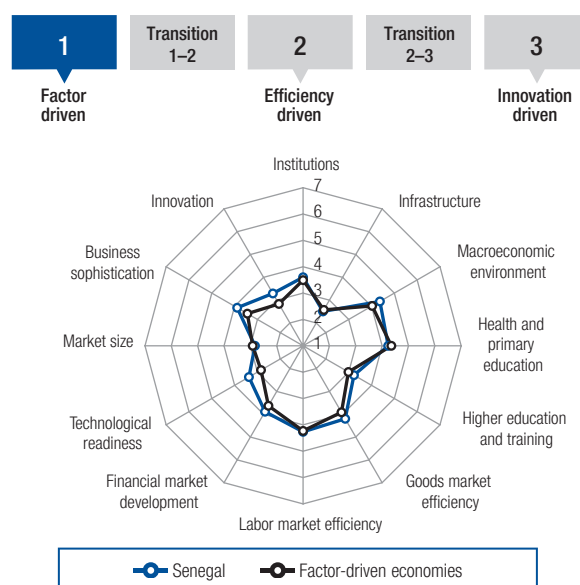 1
Transition
1–2
2
Transition
2–3
3
Factor
driven
Efficiency
driven
Innovation
driven
Institutions
7
Innovation
Infrastructure
6
5
Business
sophistication
Macroeconomic
environment
4
3
2
Market size
1
Health and
primary
education
Technological
readiness
Higher education
and training
Financial market
development
Goods market
efficiency
Labor market efficiency
Senegal
Factor-driven economies